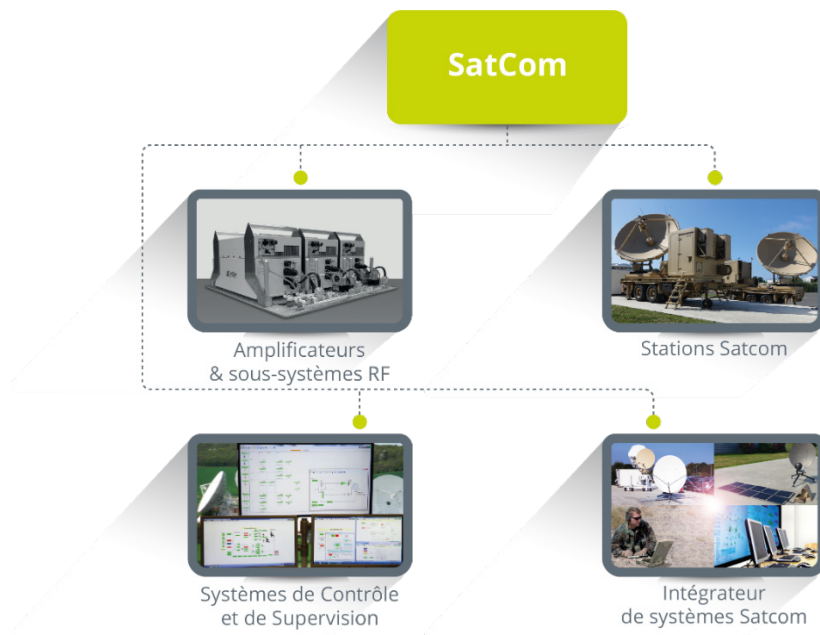 SatCom
Amplificateurs
& sous-systèmes RF
Stations Satcom
Systèmes de Contrôle
et de Supervision
Intégrateur
de systèmes Satcom